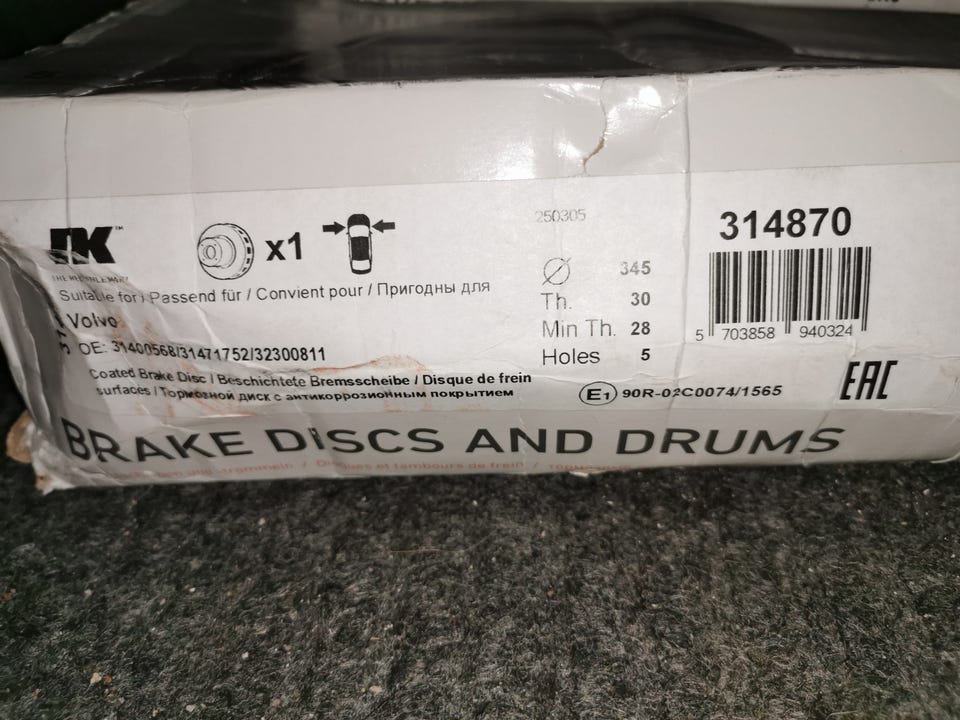 NK™
x1
Suitable for / Passend für / Convient pour / Пригодны для
Volvo
OE: 31400568/31471752/32300811
Coated Brake Disc / Beschichtete Bremsscheibe / Disque de frein
surfaces / Тормозной диск с антикоррозионным покрытием
250305
Ø 345
Th. 30
Min Th. 28
Holes 5
E1 90R-02C0074/1565
314870
5 703858 940324
EAC
BRAKE DISCS AND DRUMS
/ Disques et tambours de frein /